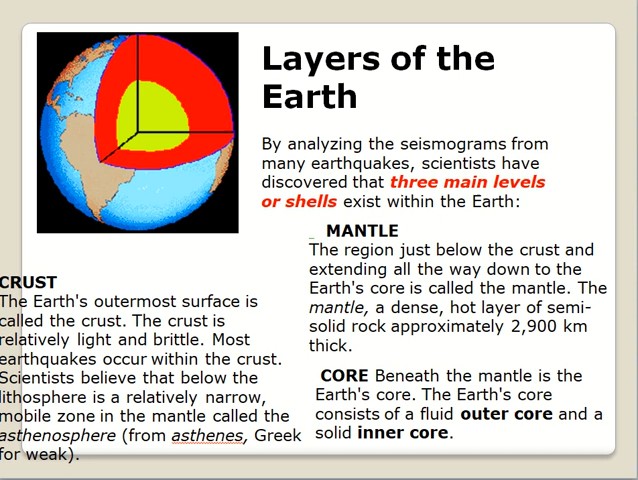 Layers of the
Earth
By analyzing the seismograms from
many earthquakes, scientists have
discovered that three main levels
or shells exist within the Earth:
MANTLE
The region just below the crust and
extending all the way down to the
Earth's core is called the mantle. The
mantle, a dense, hot layer of semi-
solid rock approximately 2,900 km
thick.
CRUST
The Earth's outermost surface is
called the crust. The crust is
relatively light and brittle. Most
earthquakes occur within the crust.
Scientists believe that below the
lithosphere is a relatively narrow,
mobile zone in the mantle called the
asthenosphere (from asthenes, Greek
for weak).
CORE Beneath the mantle is the
Earth's core. The Earth's core
consists of a fluid outer core and a
solid inner core.